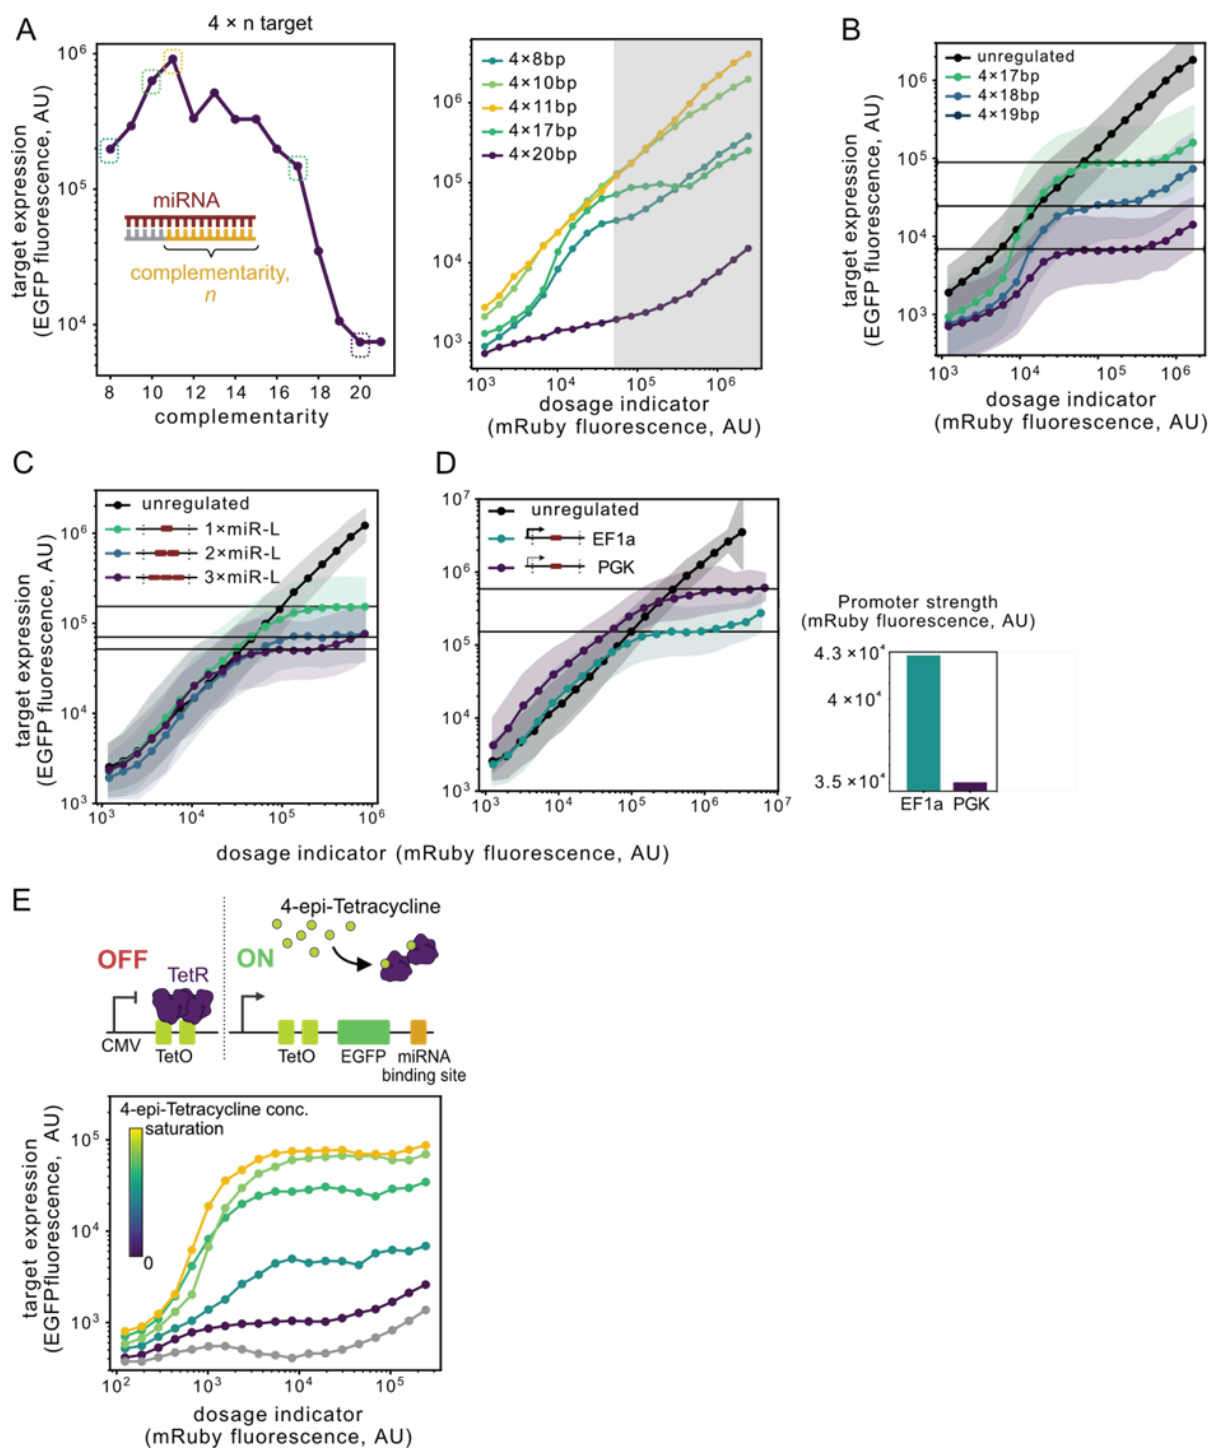 A
4 × n target
10⁶
10⁵
10⁴
target expression
(EGFP fluorescence, AU)
miRNA
complementarity,
n
8 10 12 14 16 18 20
complementarity
4×8bp
4×10bp
4×11bp
4×17bp
4×20bp
10⁶
10⁵
10⁴
10³
10³ 10⁴ 10⁵ 10⁶
dosage indicator
(mRuby fluorescence, AU)
B
unregulated
4×17bp
4×18bp
4×19bp
10⁶
10⁵
10⁴
10³
target expression
(EGFP fluorescence, AU)
10³ 10⁴ 10⁵ 10⁶
dosage indicator
(mRuby fluorescence, AU)
C
unregulated
1×miR-L
2×miR-L
3×miR-L
10⁶
10⁵
10⁴
10³
target expression
(EGFP fluorescence, AU)
10³ 10⁴ 10⁵ 10⁶
D
unregulated
EF1a
PGK
10⁷
10⁶
10⁵
10⁴
10³
10³ 10⁴ 10⁵ 10⁶ 10⁷
dosage indicator (mRuby fluorescence, AU)
Promoter strength
(mRuby fluorescence, AU)
4.3 ×10⁴
4 ×10⁴
3.5 ×10⁴
EF1a PGK
E
4-epi-Tetracycline
OFF
ON
TetR
CMV
TetO
TetO
EGFP
miRNA
binding site
4-epi-Tetracycline conc.
saturation
0
10⁵
10⁴
10³
target expression
(EGFPfluorescence, AU)
10² 10³ 10⁴ 10⁵
dosage indicator
(mRuby fluorescence, AU)